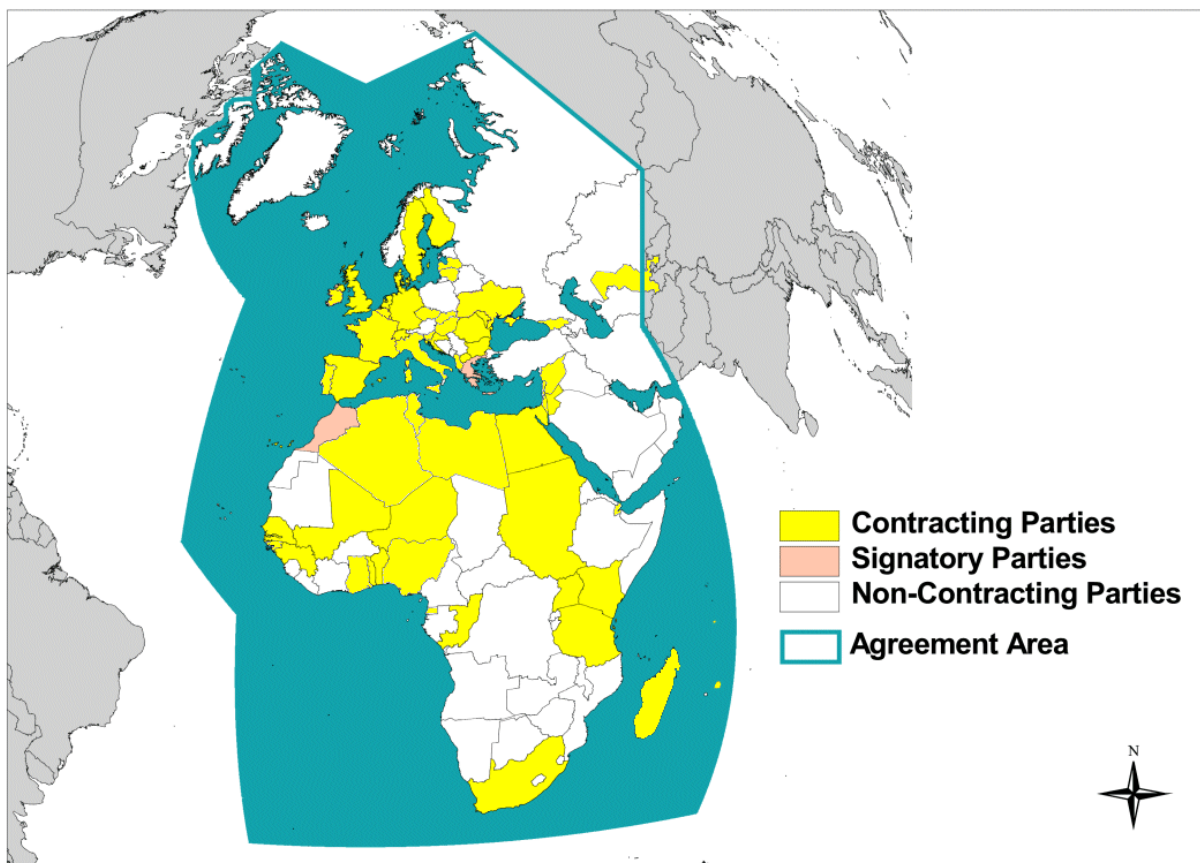 Contracting Parties
Signatory Parties
Non-Contracting Parties
Agreement Area
N